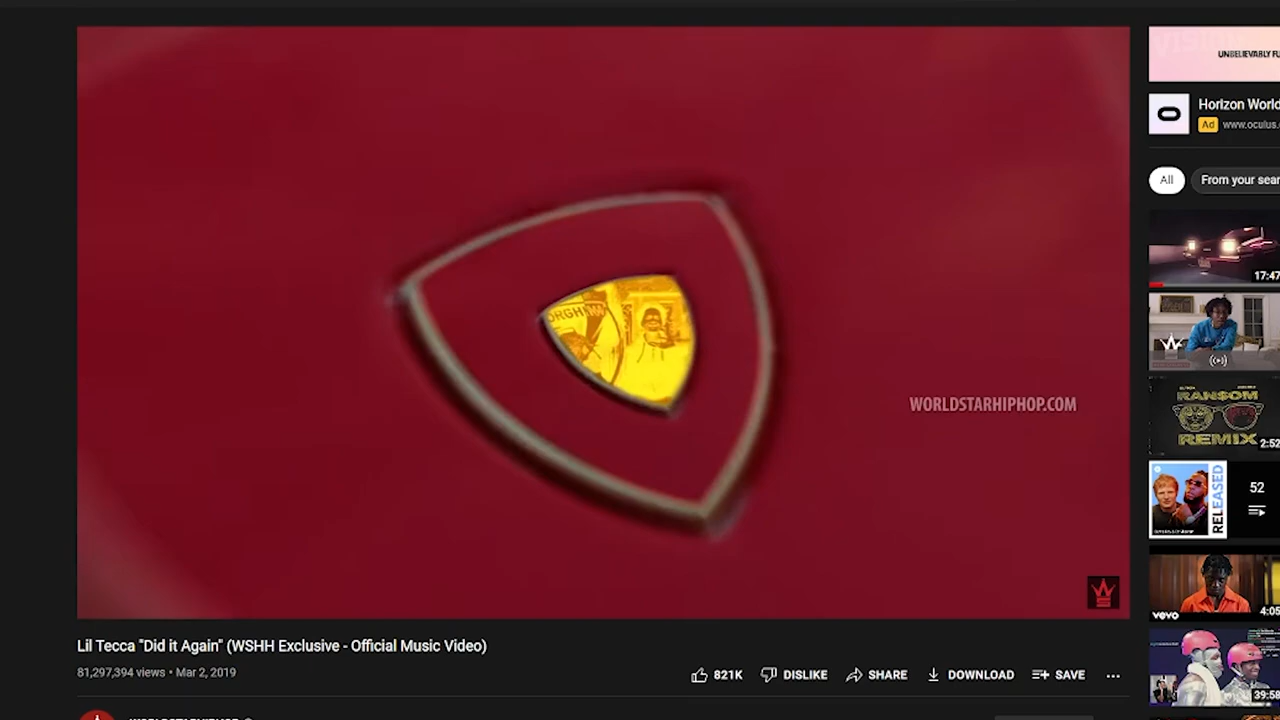 WORLDSTARHIPHOP.COM
Lil Tecca "Did it Again" (WSHH Exclusive - Official Music Video)
81,297,394 views • Mar 2, 2019
821K
DISLIKE
SHARE
DOWNLOAD
SAVE
UNBELIEVABLY FU
Horizon World
Ad www.oculus.
All
From your sear
17:47
RANSOM
REMIX
2:52
RELEASED
52
vevo
4:05
39:58